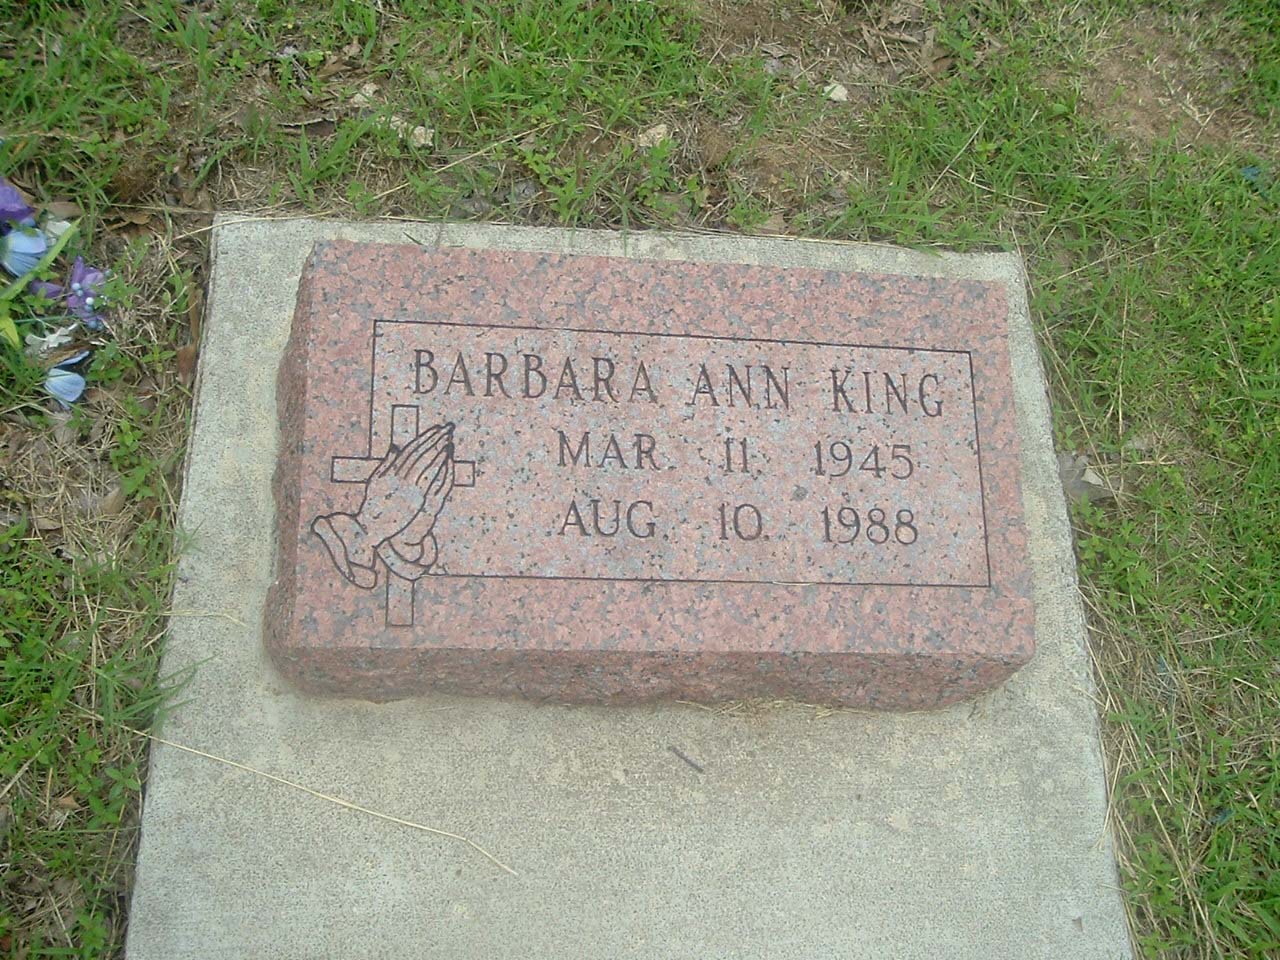 BARBARA ANN KING
MAR. 11. 1945
AUG 10. 1988